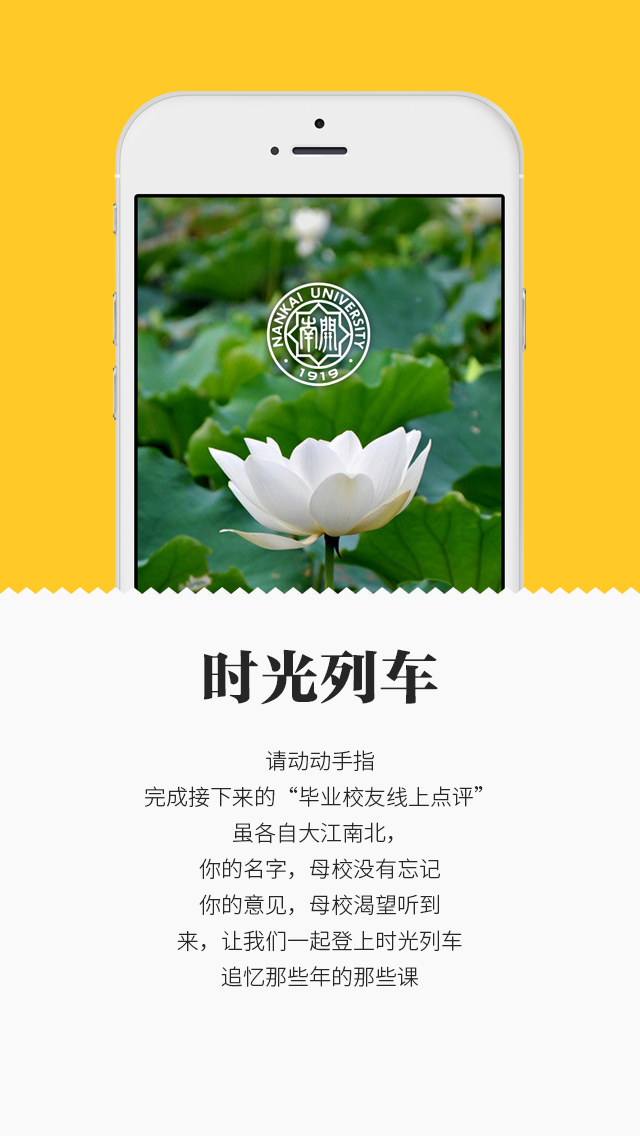 NANKAI UNIVERSITY
南開
1919
时光列车
请动动手指
完成接下来的“毕业校友线上点评”
虽各自大江南北，
你的名字，母校没有忘记
你的意见，母校渴望听到
来，让我们一起登上时光列车
追忆那些年的那些课